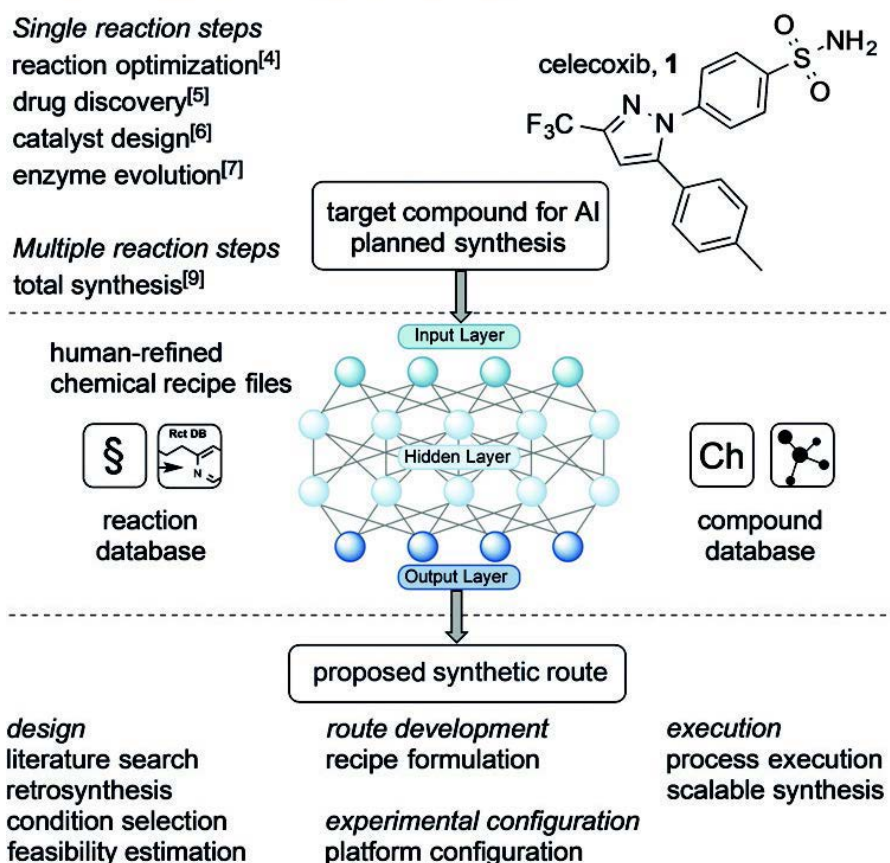 Single reaction steps
reaction optimization[4]
drug discovery[5]
catalyst design[6]
enzyme evolution[7]
Multiple reaction steps
total synthesis[9]
celecoxib, 1
O
S
NH2
O
N
N
F3C
target compound for AI
planned synthesis
Input Layer
human-refined
chemical recipe files
§
Rct DB
N
reaction
database
Hidden Layer
Ch
compound
database
Output Layer
proposed synthetic route
design
literature search
retrosynthesis
condition selection
feasibility estimation
route development
recipe formulation
experimental configuration
platform configuration
execution
process execution
scalable synthesis